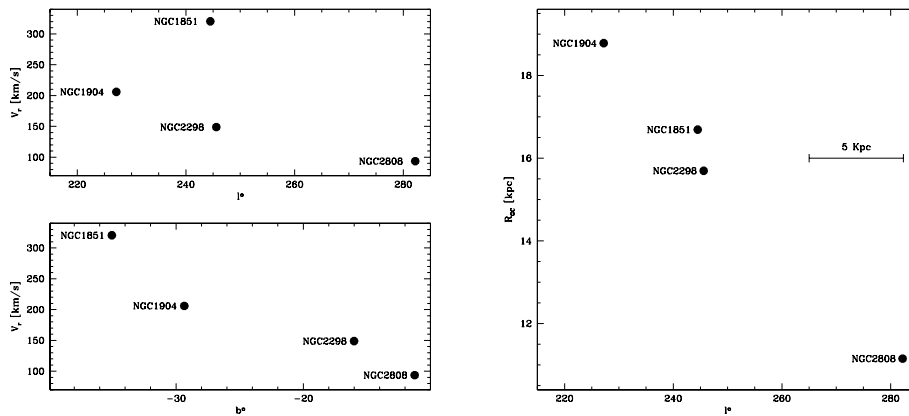 300
250
200
150
100
V_r [km/s]
NGC1851
NGC1904
NGC2298
NGC2808
220
240
260
280
l°
300
250
200
150
100
V_r [km/s]
NGC1851
NGC1904
NGC2298
NGC2808
-30
-20
b°
18
16
14
12
R_GC [kpc]
NGC1904
NGC1851
NGC2298
5 Kpc
NGC2808
220
240
260
280
l°